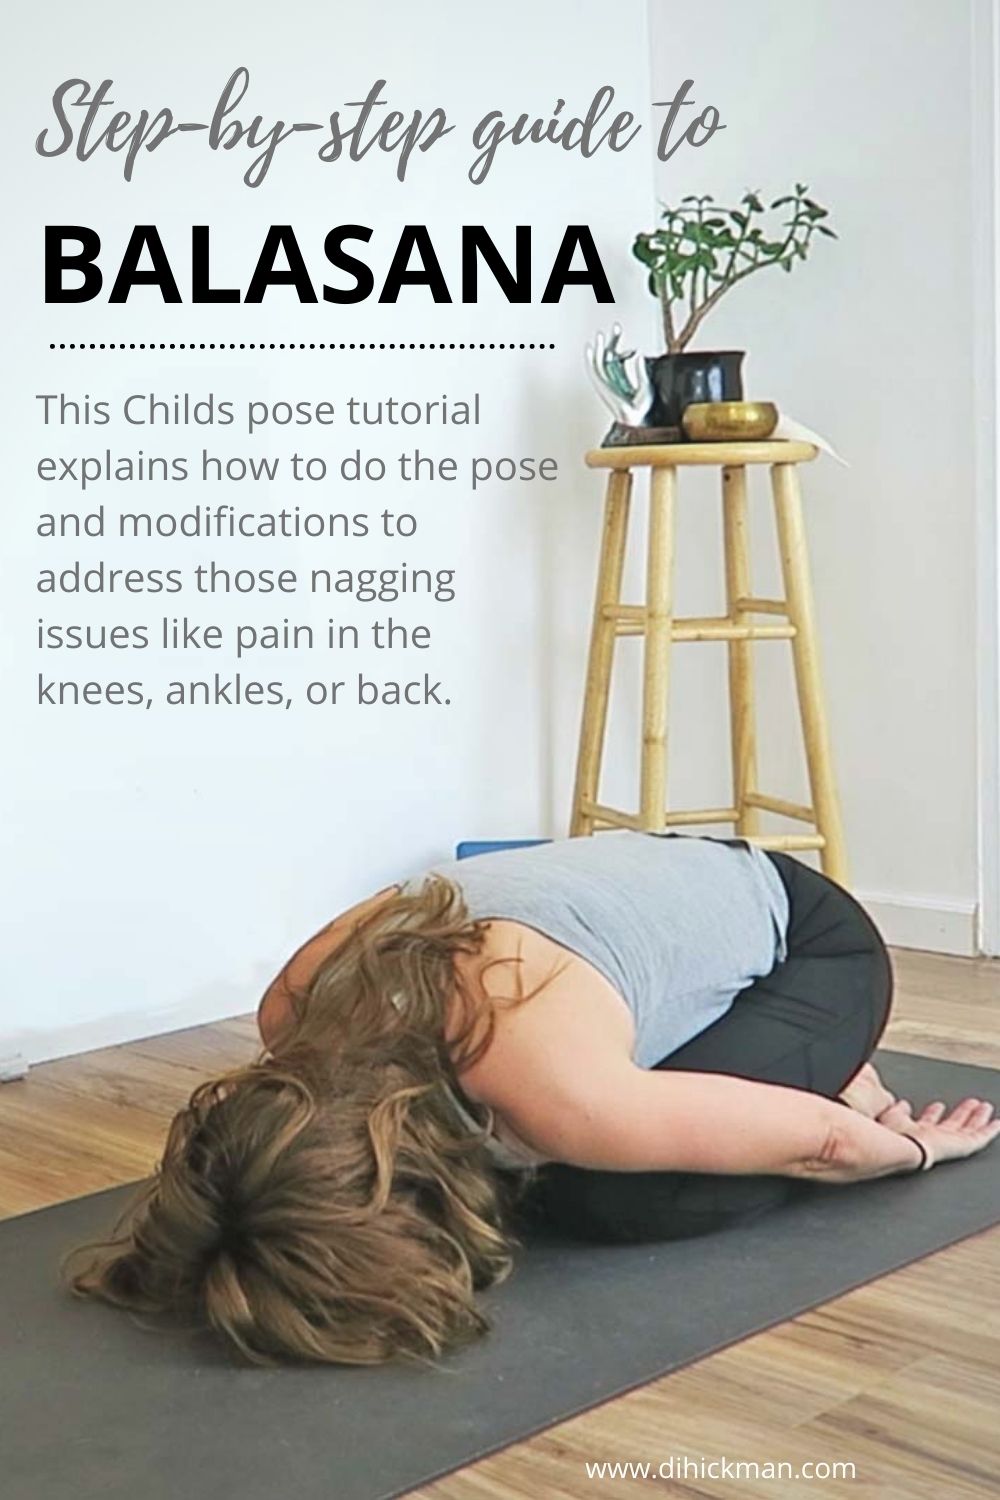 Step-by-step guide to
BALASANA
This Childs pose tutorial
explains how to do the pose
and modifications to
address those nagging
issues like pain in the
knees, ankles, or back.
www.dihickman.com